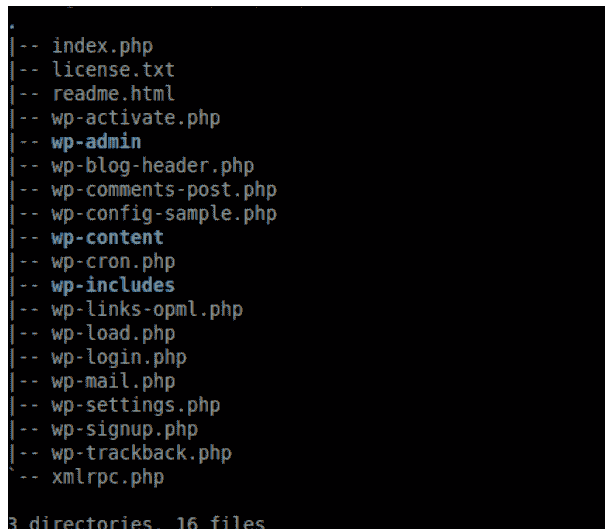 .
|-- index.php
|-- license.txt
|-- readme.html
|-- wp-activate.php
|-- wp-admin
|-- wp-blog-header.php
|-- wp-comments-post.php
|-- wp-config-sample.php
|-- wp-content
|-- wp-cron.php
|-- wp-includes
|-- wp-links-opml.php
|-- wp-load.php
|-- wp-login.php
|-- wp-mail.php
|-- wp-settings.php
|-- wp-signup.php
|-- wp-trackback.php
`-- xmlrpc.php
3 directories, 16 files